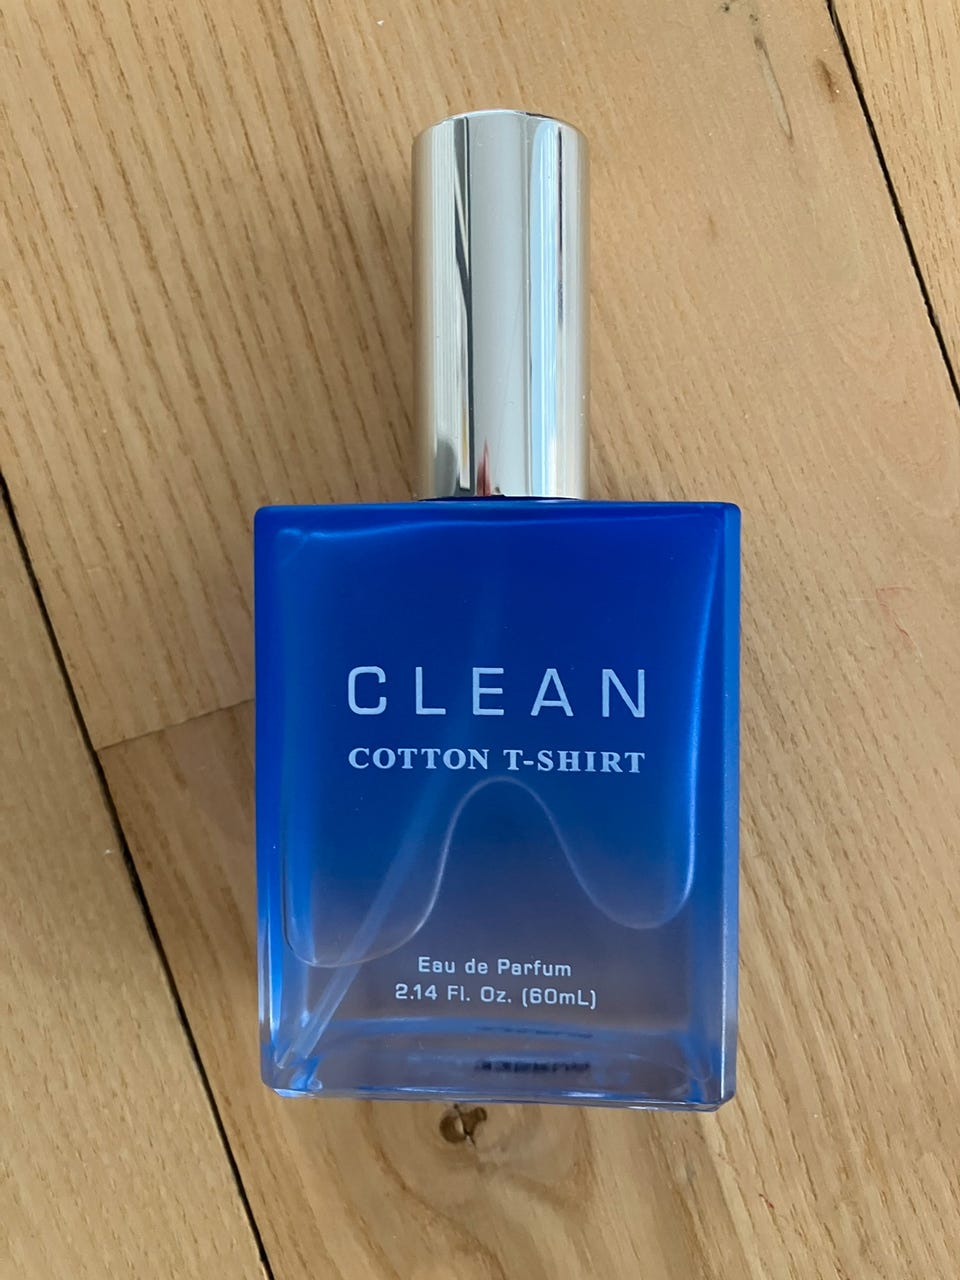 CLEAN
COTTON T-SHIRT
Eau de Parfum
2.14 Fl. Oz. (60mL)